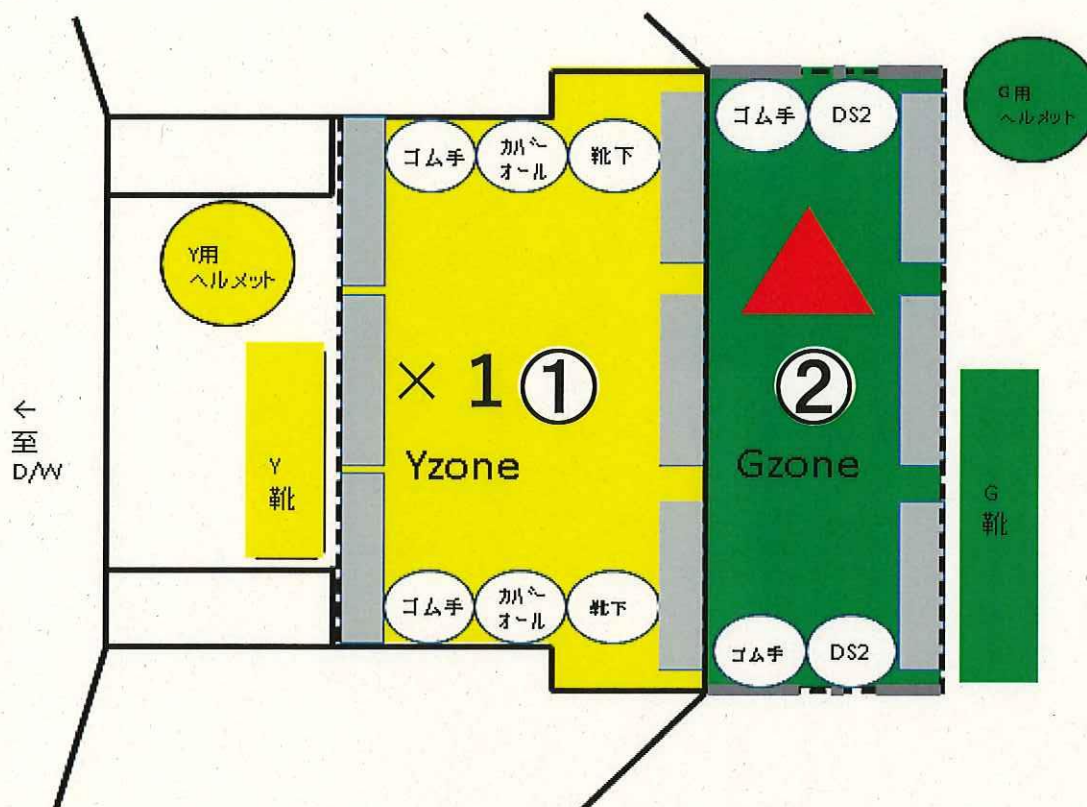 ゴム手
カバー
オール
靴下
ゴム手
DS2
G用
ヘルメット
Y用
ヘルメット
×1①
②
Yzone
Gzone
←
至
D/W
Y
靴
G
靴
ゴム手
カバー
オール
靴下
ゴム手
DS2